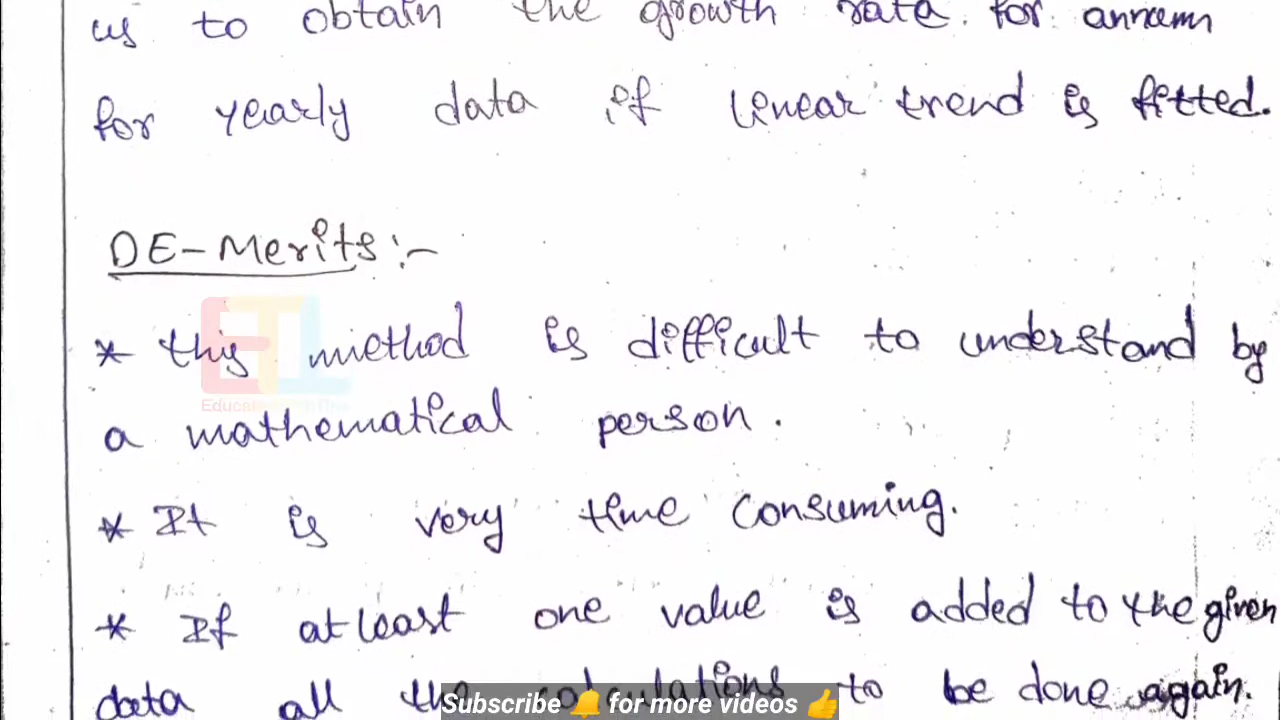 us to obtain the growth rate for annum
for yearly data if linear trend is fitted.
DE-Merits:-
* this method is difficult to understand by
a mathematical person.
* It is very time consuming.
* If atleast one value is added to the given
data all the calculations to be done again.
Subscribe 🔔 for more videos 👍